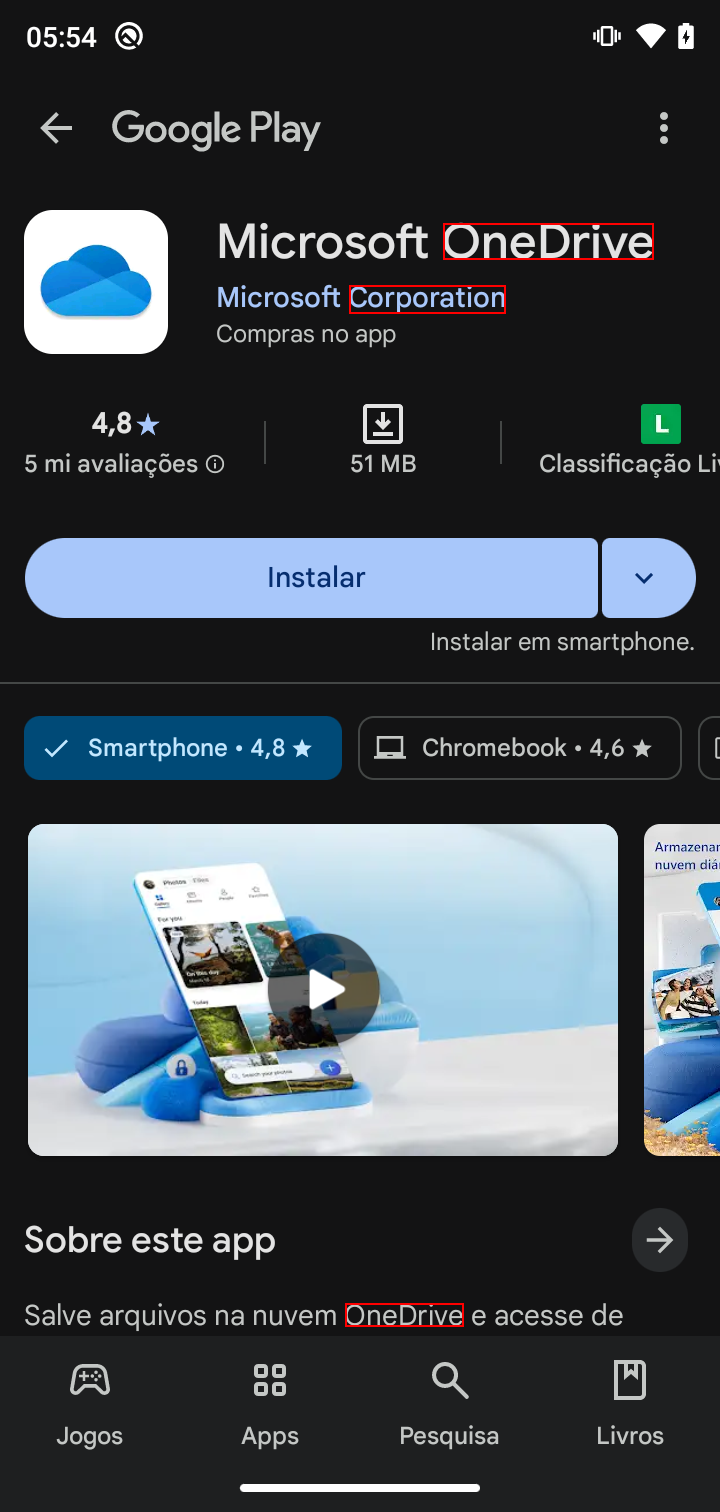 05:54
Google Play
Microsoft OneDrive
Microsoft Corporation
Compras no app
4,8★
5 mi avaliações
51 MB
L
Classificação Liv
Instalar
Instalar em smartphone.
Smartphone • 4,8 ★
Chromebook • 4,6 ★
Photos Files
For you
On this day
Today
Search your photos
Armazenar
nuvem diár
Sobre este app
Salve arquivos na nuvem OneDrive e acesse de
Jogos
Apps
Pesquisa
Livros